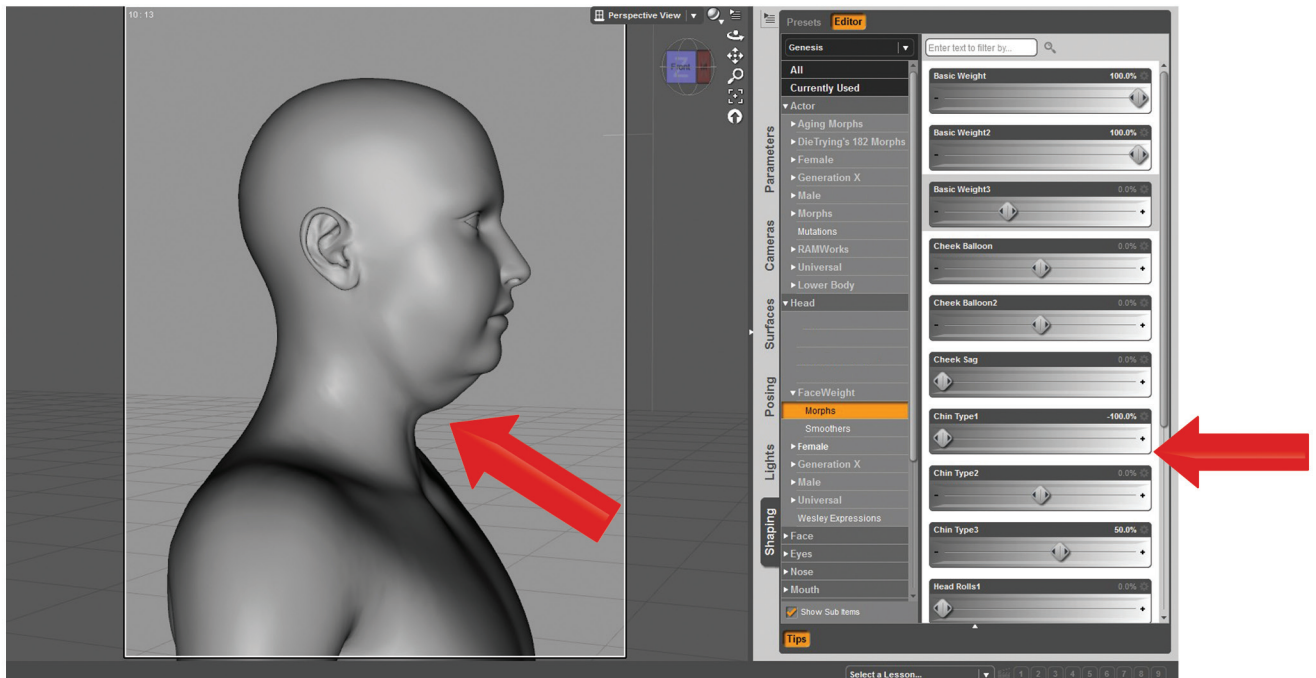 10 : 13
Perspective View
Front
Parameters
Cameras
Surfaces
Posing
Lights
Shaping
Presets
Editor
Genesis
All
Currently Used
Actor
Aging Morphs
DieTrying's 182 Morphs
Female
Generation X
Male
Morphs
Mutations
RAMWorks
Universal
Lower Body
Head
FaceWeight
Morphs
Smoothers
Female
Generation X
Male
Universal
Wesley Expressions
Face
Eyes
Nose
Mouth
Show Sub Items
Tips
Enter text to filter by...
Basic Weight 100.0%
Basic Weight2 100.0%
Basic Weight3 0.0%
Cheek Balloon 0.0%
Cheek Balloon2 0.0%
Cheek Sag 0.0%
Chin Type1 -100.0%
Chin Type2 0.0%
Chin Type3 50.0%
Head Rolls1 0.0%
Select a Lesson...
1 2 3 4 5 6 7 8 9